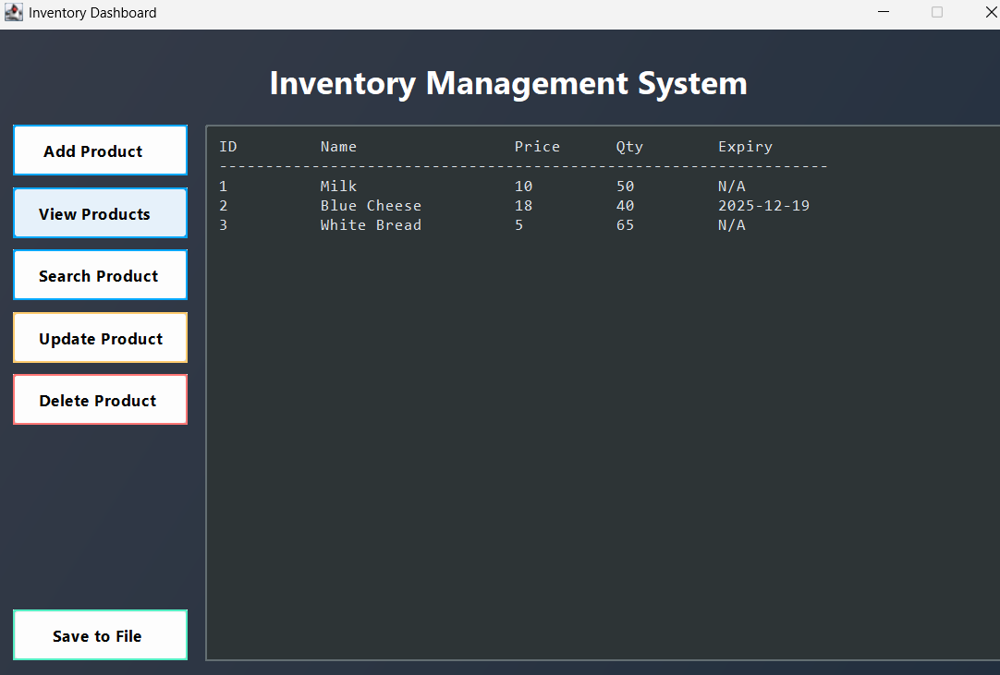 Inventory Dashboard
Inventory Management System
Add Product
View Products
Search Product
Update Product
Delete Product
Save to File
ID Name Price Qty Expiry
------------------------------------------------------------------
1 Milk 10 50 N/A
2 Blue Cheese 18 40 2025-12-19
3 White Bread 5 65 N/A